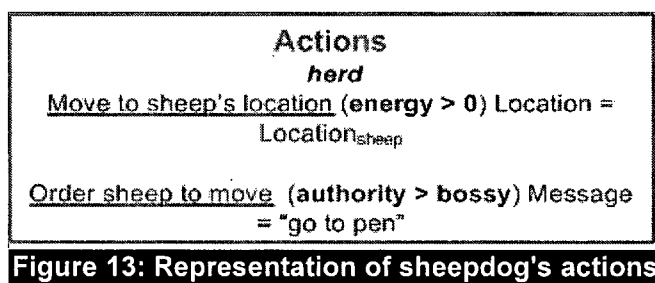 Actions
herd
Move to sheep's location (energy > 0) Location =
Locationsheep
Order sheep to move (authority > bossy) Message
= "go to pen"
Figure 13: Representation of sheepdog's actions